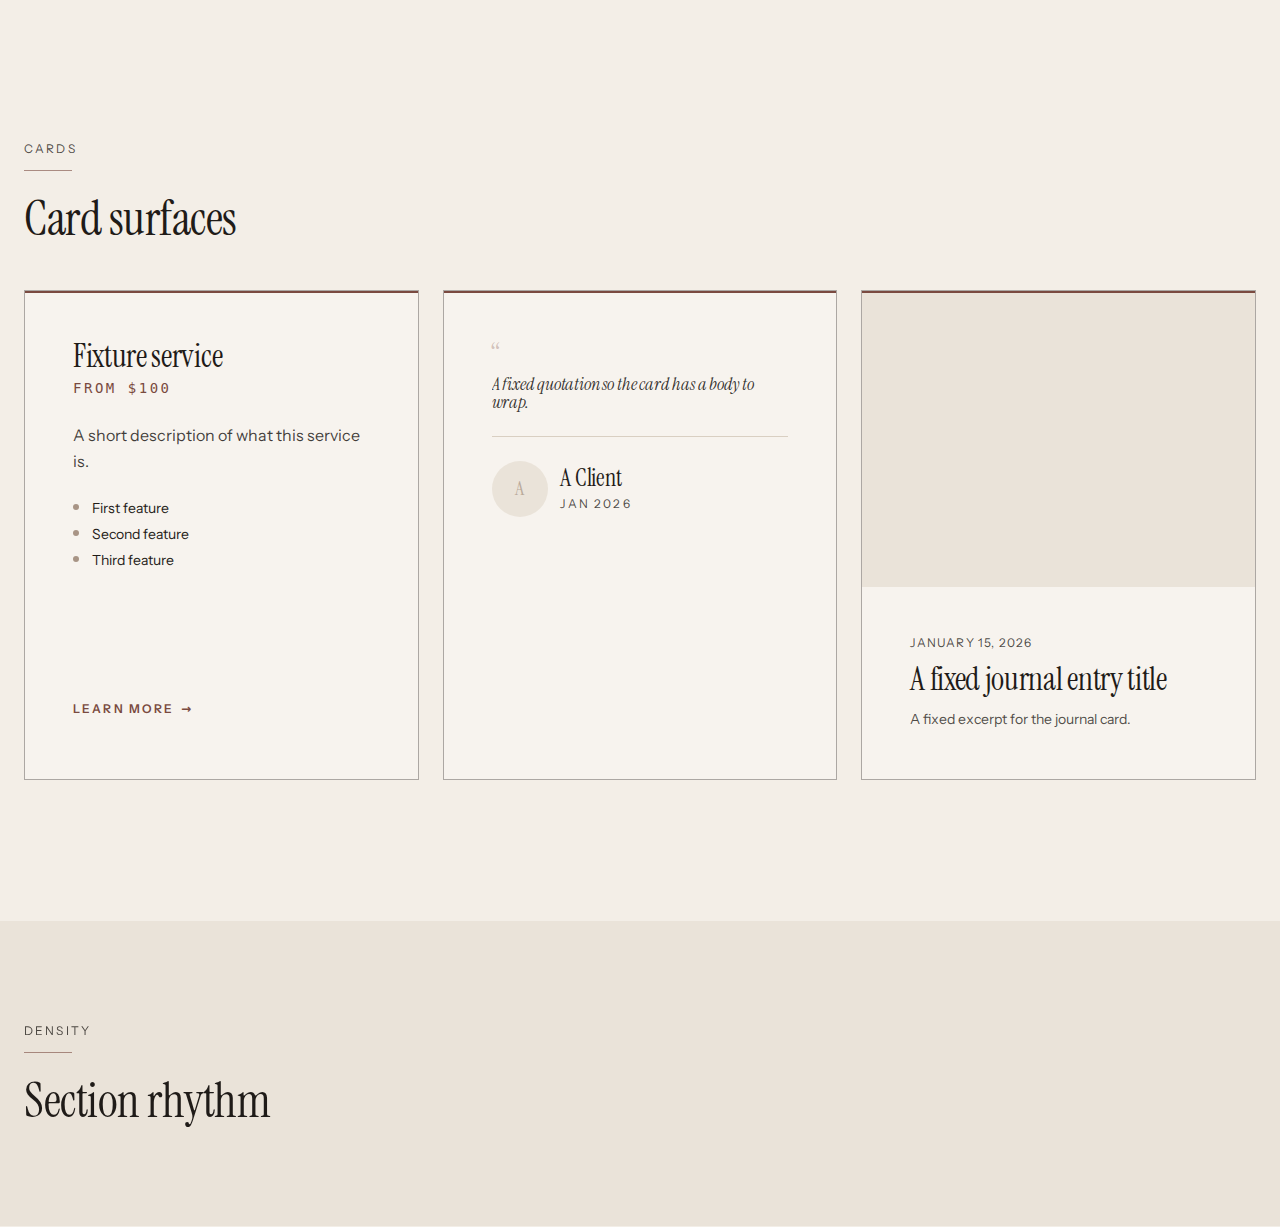 CARDS
Card surfaces
Fixture service
FROM $100
A short description of what this service
is.
First feature
Second feature
Third feature
LEARN MORE →
“
A fixed quotation so the card has a body to
wrap.
A
A Client
JAN 2026
JANUARY 15, 2026
A fixed journal entry title
A fixed excerpt for the journal card.
DENSITY
Section rhythm